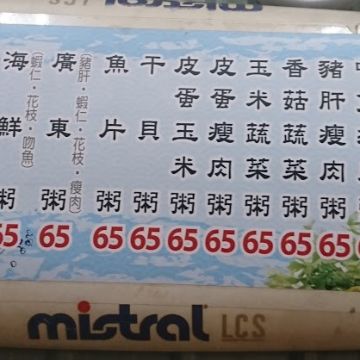 豬肝瘦肉粥
65
香菇蔬菜粥
65
玉米蔬菜粥
65
皮蛋瘦肉粥
65
皮蛋玉米粥
65
干貝粥
65
魚片粥
65
廣東粥
(豬肝・蝦仁・花枝・瘦肉)
65
海鮮粥
(蝦仁・花枝・吻魚)
65
mistral LCS